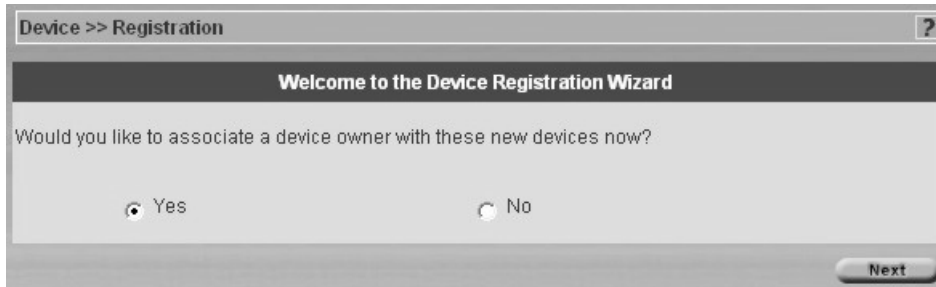 Device >> Registration ?
Welcome to the Device Registration Wizard
Would you like to associate a device owner with these new devices now?
Yes No
Next